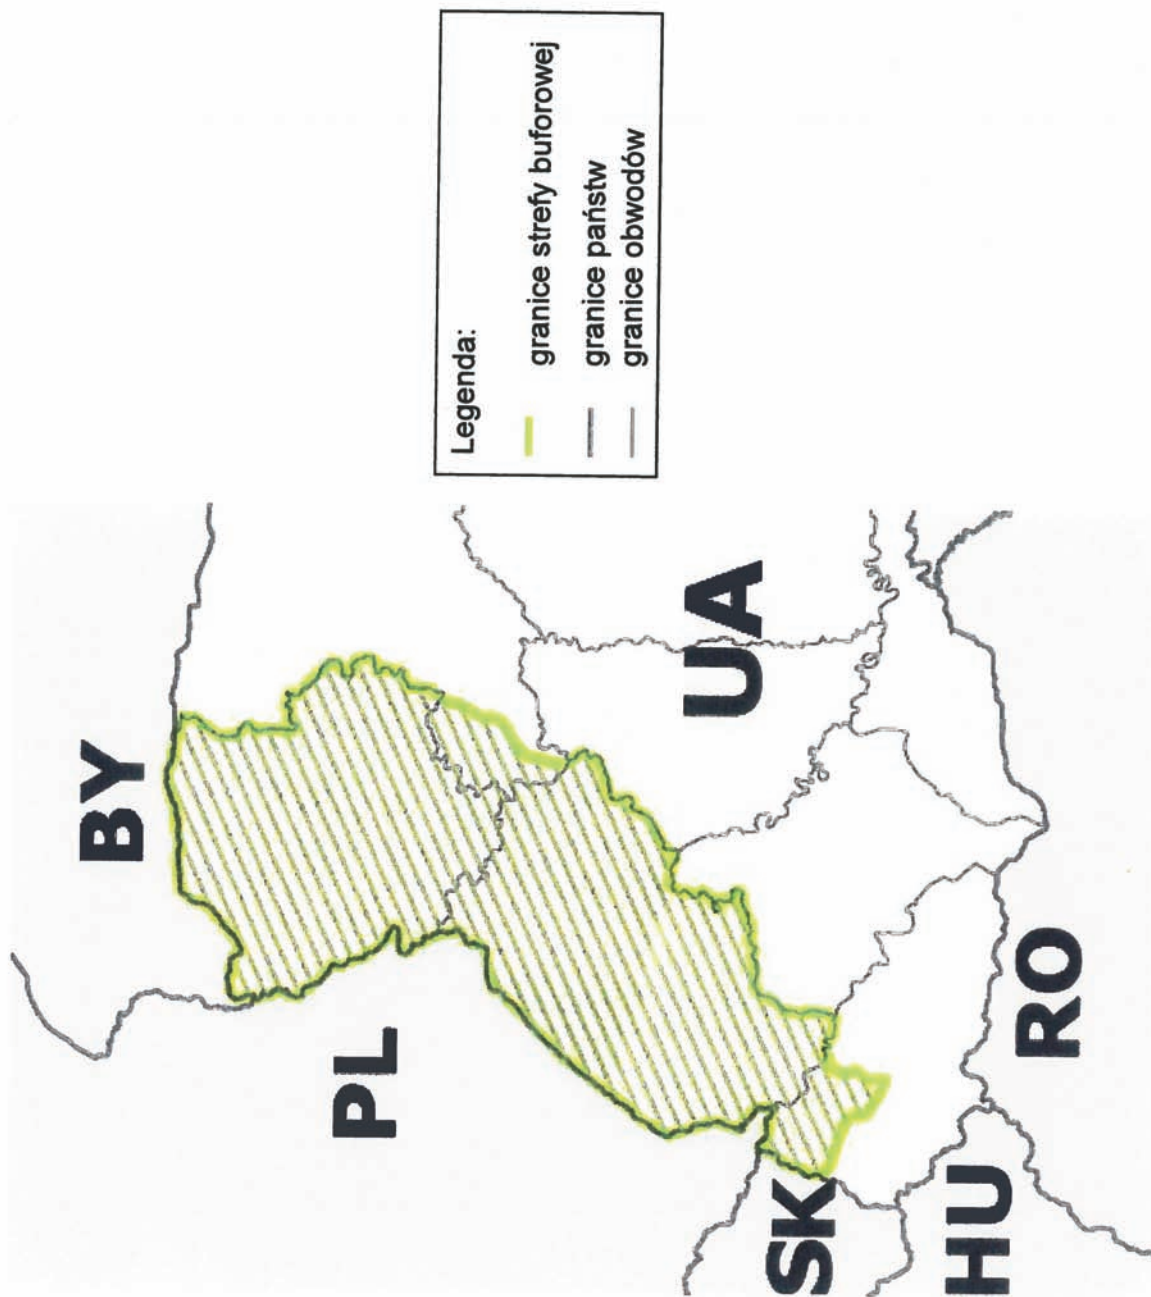 Legenda:
granice strefy buforowej
granice państw
granice obwodów
BY
PL
UA
SK
HU
RO